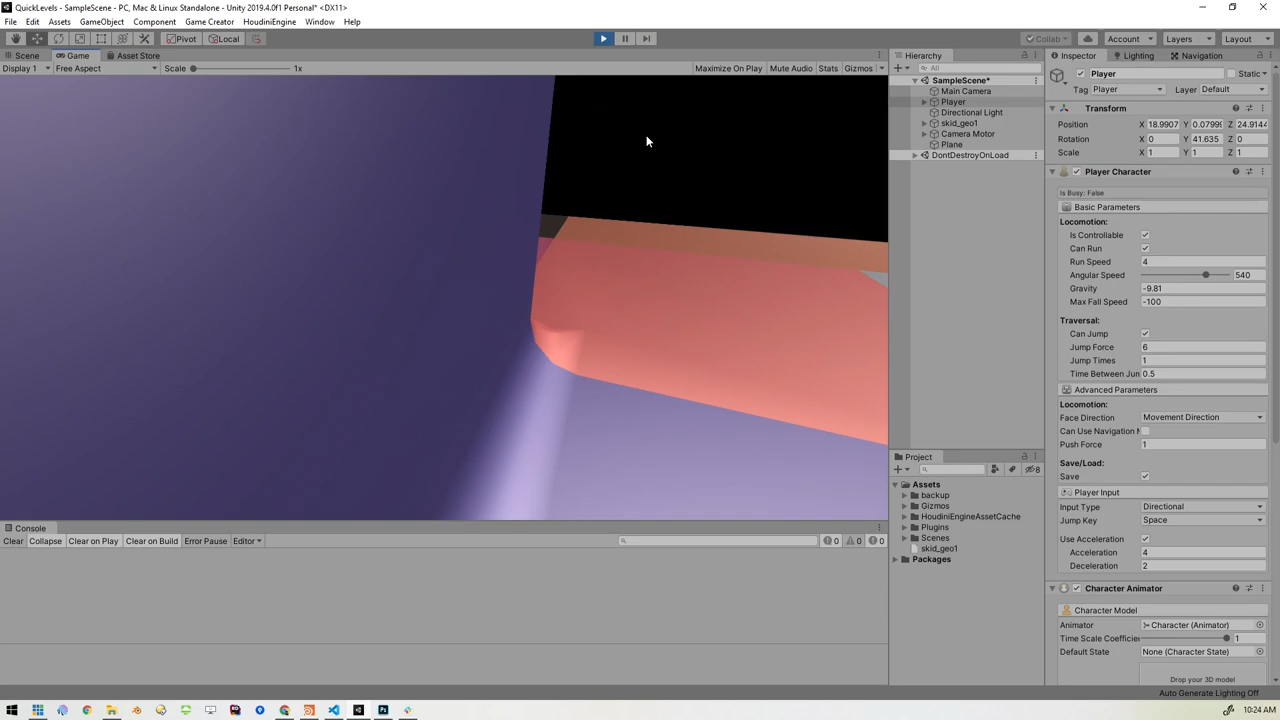 QuickLevels - SampleScene - PC, Mac & Linux Standalone - Unity 2019.4.0f1 Personal* <DX11>
File Edit Assets GameObject Component Game Creator HoudiniEngine Window Help
Pivot Local Collab Account Layers Layout
Scene Game Asset Store
Display 1 Free Aspect Scale 1x Maximize On Play Mute Audio Stats Gizmos
Hierarchy
All
SampleScene*
Main Camera
Player
Directional Light
skid_geo1
Camera Motor
Plane
DontDestroyOnLoad
Project
8
Assets
backup
Gizmos
HoudiniEngineAssetCache
Plugins
Scenes
skid_geo1
Packages
Inspector Lighting Navigation
Player Static
Tag Player Layer Default
Transform
Position X 18.9907 Y 0.07999 Z 24.9144
Rotation X 0 Y 41.635 Z 0
Scale X 1 Y 1 Z 1
Player Character
Is Busy: False
Basic Parameters
Locomotion:
Is Controllable
Can Run
Run Speed 4
Angular Speed 540
Gravity -9.81
Max Fall Speed -100
Traversal:
Can Jump
Jump Force 6
Jump Times 1
Time Between Jun 0.5
Advanced Parameters
Locomotion:
Face Direction Movement Direction
Can Use Navigation M
Push Force 1
Save/Load:
Save
Player Input
Input Type Directional
Jump Key Space
Use Acceleration
Acceleration 4
Deceleration 2
Character Animator
Character Model
Animator Character (Animator)
Time Scale Coefficie 1
Default State None (Character State)
Drop your 3D model
Console
Clear Collapse Clear on Play Clear on Build Error Pause Editor 0 0 0
Auto Generate Lighting Off
10:24 AM